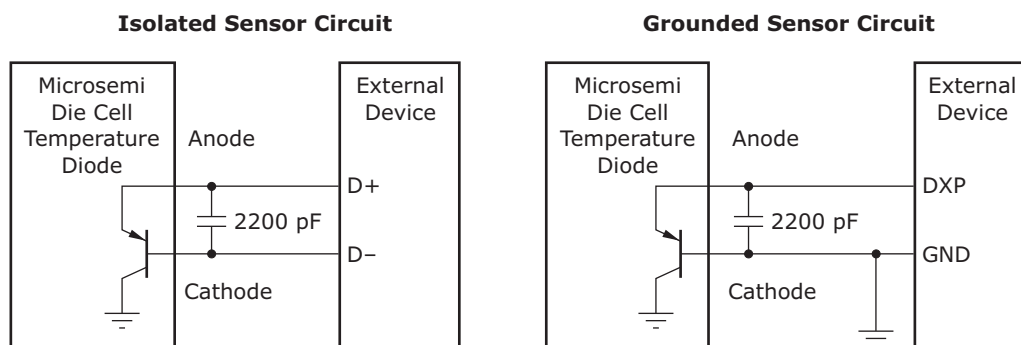 Isolated Sensor Circuit
Microsemi
Die Cell
Temperature
Diode
Anode
External
Device
D+
2200 pF
D–
Cathode
Grounded Sensor Circuit
Microsemi
Die Cell
Temperature
Diode
Anode
External
Device
DXP
2200 pF
GND
Cathode